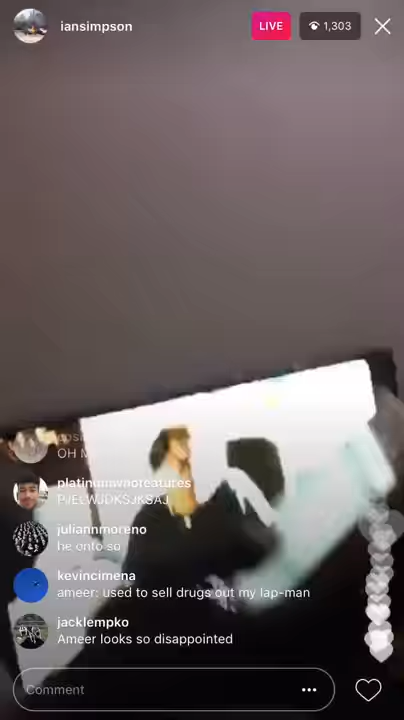 iansimpson
LIVE
1,303
OH M
platinumnofeatures
PJELWJDKSJKSAJ
juliannmoreno
he onto so
kevincimena
ameer: used to sell drugs out my lap-man
jacklempko
Ameer looks so disappointed
Comment